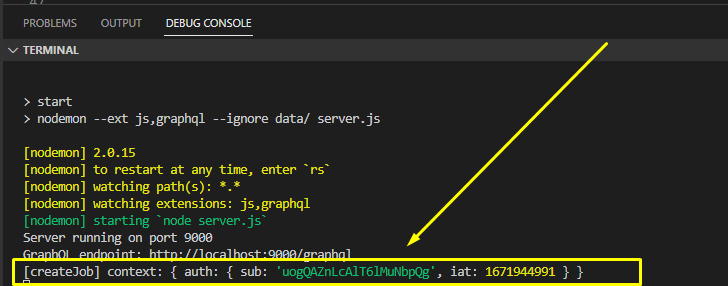 PROBLEMS OUTPUT DEBUG CONSOLE
TERMINAL
> start
> nodemon --ext js,graphql --ignore data/ server.js
[nodemon] 2.0.15
[nodemon] to restart at any time, enter `rs`
[nodemon] watching path(s): *.*
[nodemon] watching extensions: js,graphql
[nodemon] starting `node server.js`
Server running on port 9000
GraphQL endpoint: http://localhost:9000/graphql
[createJob] context: { auth: { sub: 'uogQAZnLcAlT6lMuNbpQg', iat: 1671944991 } }